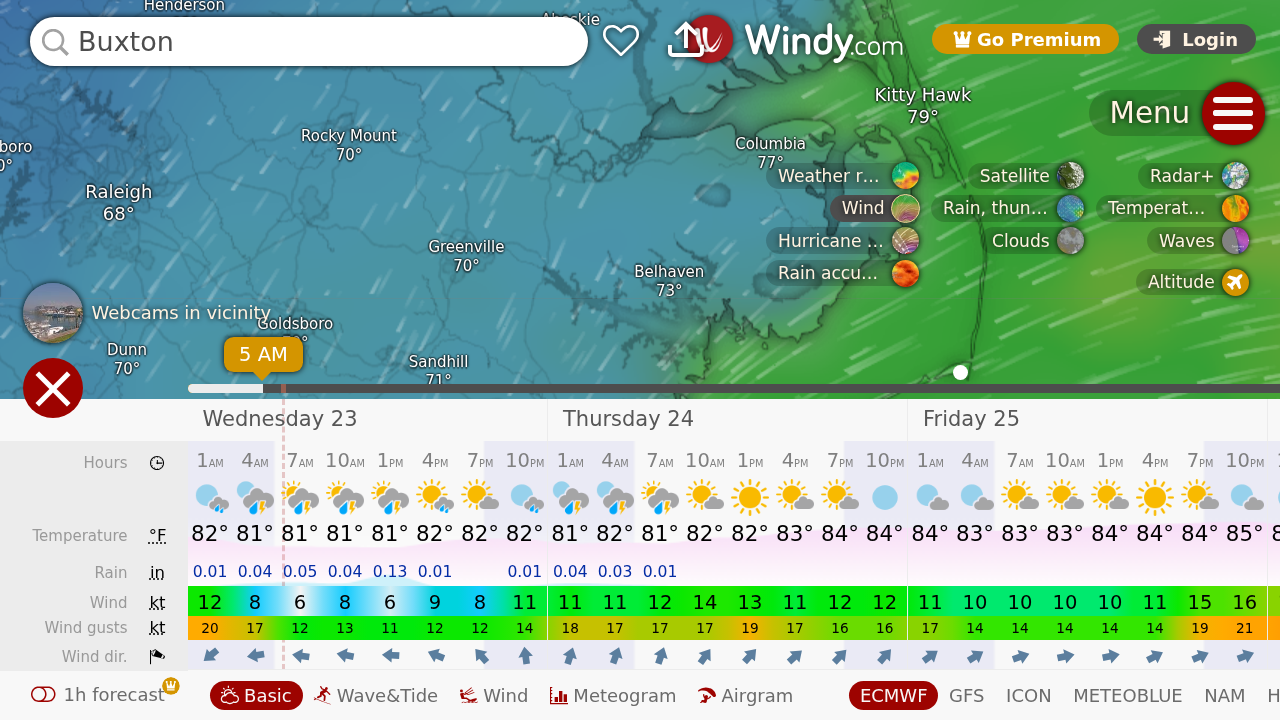 Henderson
Buxton
Windy.com
Go Premium
Login
Kitty Hawk
79°
Menu
Rocky Mount
70°
Columbia
77°
boro
Raleigh
68°
Weather r...
Satellite
Radar+
Wind
Rain, thun...
Temperat...
Hurricane ...
Clouds
Waves
Rain accu...
Altitude
Greenville
70°
Belhaven
73°
Webcams in vicinity
Goldsboro
Dunn
70°
5 AM
Sandhill
71°
Wednesday 23 Thursday 24 Friday 25
Hours 1AM 4AM 7AM 10AM 1PM 4PM 7PM 10PM 1AM 4AM 7AM 10AM 1PM 4PM 7PM 10PM 1AM 4AM 7AM 10AM 1PM 4PM 7PM 10PM
Temperature °F 82° 81° 81° 81° 81° 82° 82° 82° 81° 82° 81° 82° 82° 83° 84° 84° 84° 83° 83° 83° 84° 84° 84° 85°
Rain in 0.01 0.04 0.05 0.04 0.13 0.01 0.01 0.04 0.03 0.01
Wind kt 12 8 6 8 6 9 8 11 11 11 12 14 13 11 12 12 11 10 10 10 10 11 15 16
Wind gusts kt 20 17 12 13 11 12 12 14 18 17 17 17 19 17 16 16 17 14 14 14 14 14 19 21
Wind dir.
1h forecast Basic Wave&Tide Wind Meteogram Airgram ECMWF GFS ICON METEOBLUE NAM H